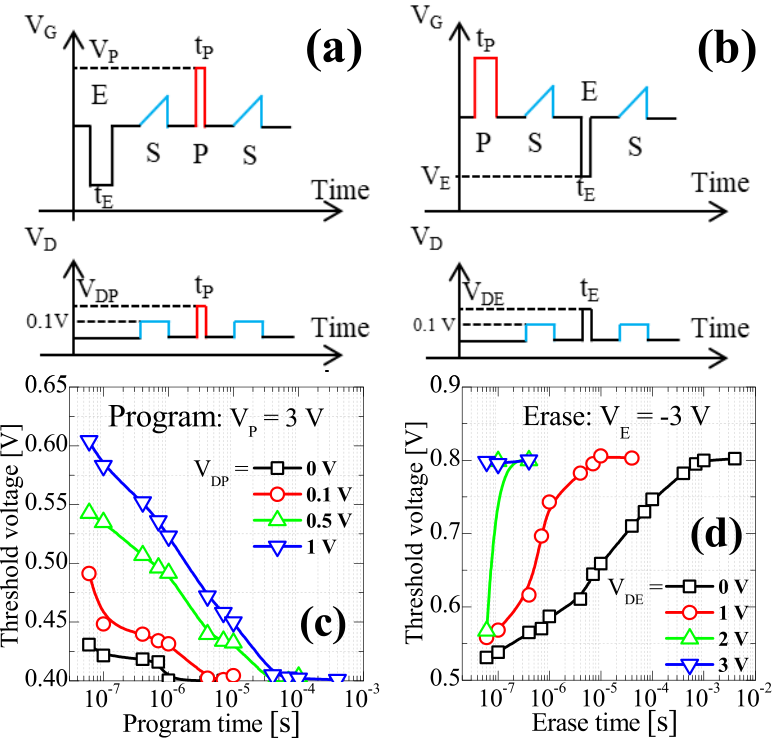 V_G
V_P
t_P
(a)
E
S
P
S
t_E
Time
V_D
V_DP
t_P
0.1V
Time
V_G
t_P
(b)
E
P
S
S
V_E
t_E
Time
V_D
V_DE
t_E
0.1 V
Time
0.65
0.60
0.55
0.50
0.45
0.40
Threshold voltage [V]
Program: V_P = 3 V
V_DP =
0 V
0.1 V
0.5 V
1 V
(c)
10^-7
10^-6
10^-5
10^-4
10^-3
Program time [s]
0.9
0.8
0.7
0.6
0.5
Threshold voltage [V]
Erase: V_E = -3 V
(d)
V_DE =
0 V
1 V
2 V
3 V
10^-7
10^-6
10^-5
10^-4
10^-3
10^-2
Erase time [s]